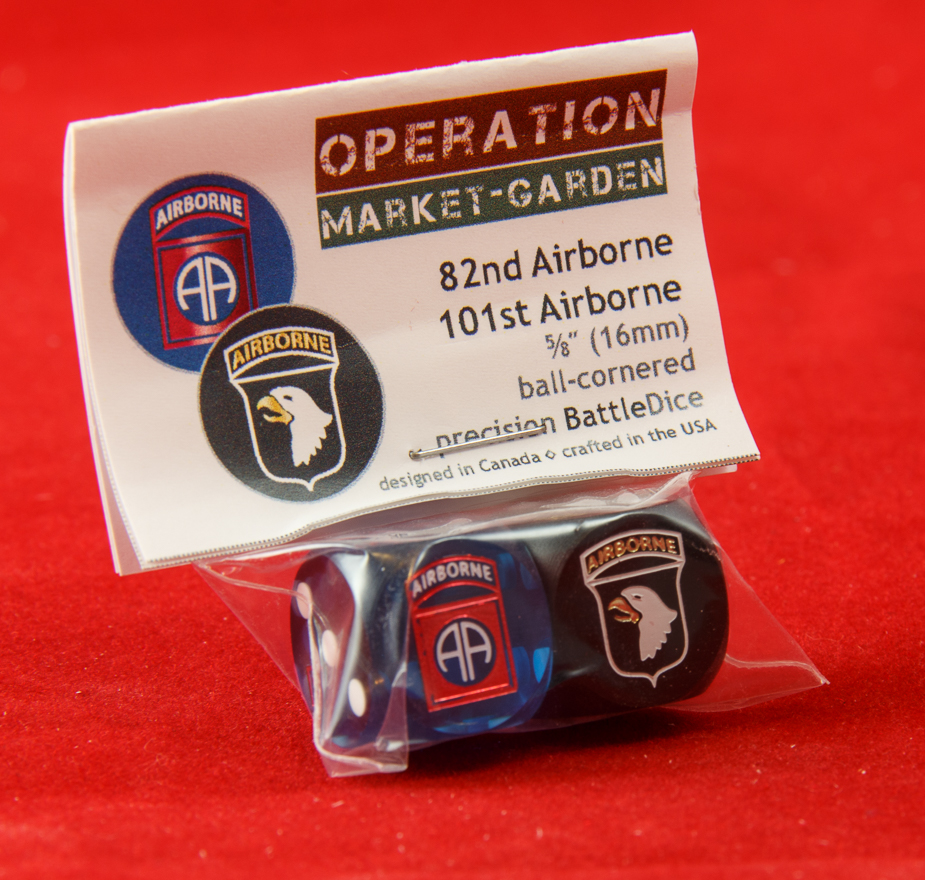 OPERATION
MARKET-GARDEN
AIRBORNE
AA
AIRBORNE
82nd Airborne
101st Airborne
5/8" (16mm)
ball-cornered
precision BattleDice
designed in Canada ◊ crafted in the USA
AIRBORNE
AA
AIRBORNE